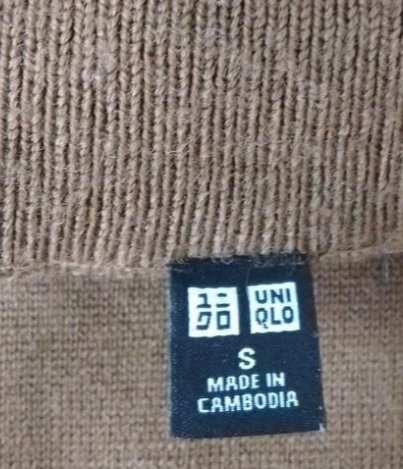 ユニ UNI
クロ QLO
S
MADE IN
CAMBODIA